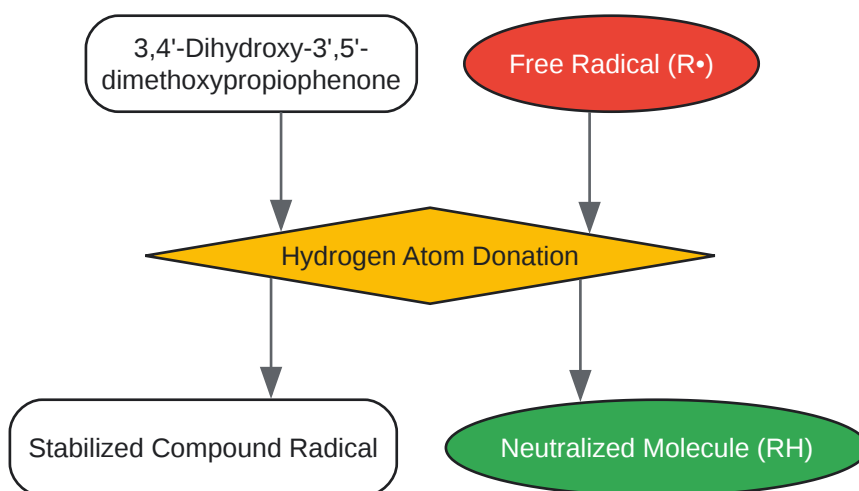 3,4'-Dihydroxy-3',5'-
dimethoxypropiophenone
Free Radical (R•)
Hydrogen Atom Donation
Stabilized Compound Radical
Neutralized Molecule (RH)